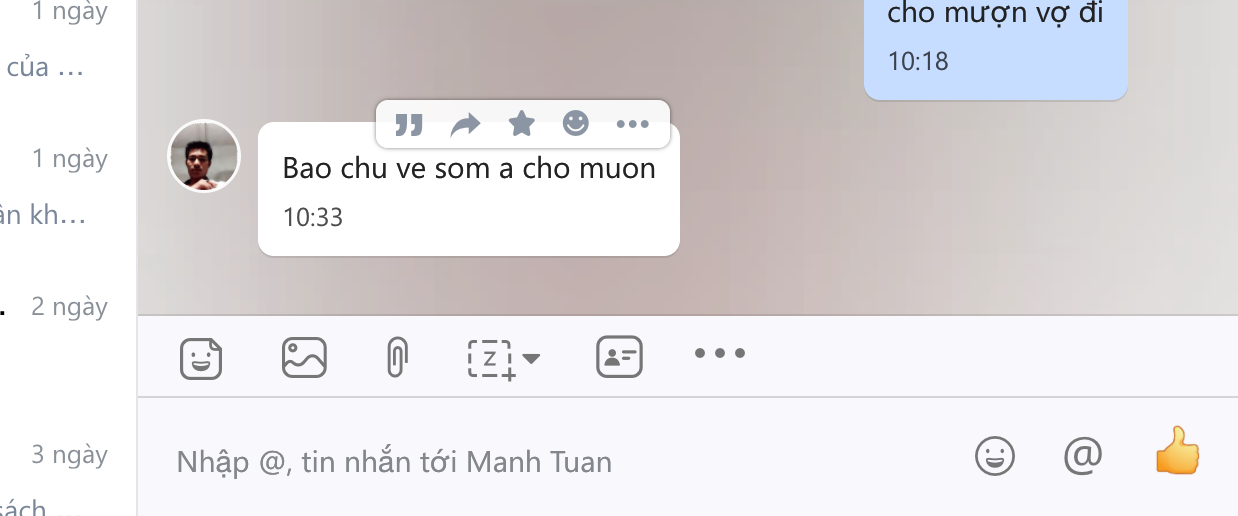 1 ngày
của ...
1 ngày
ân kh...
2 ngày
3 ngày
sách ...
cho mượn vợ đi
10:18
Bao chu ve som a cho muon
10:33
Z
Nhập @, tin nhắn tới Manh Tuan
@